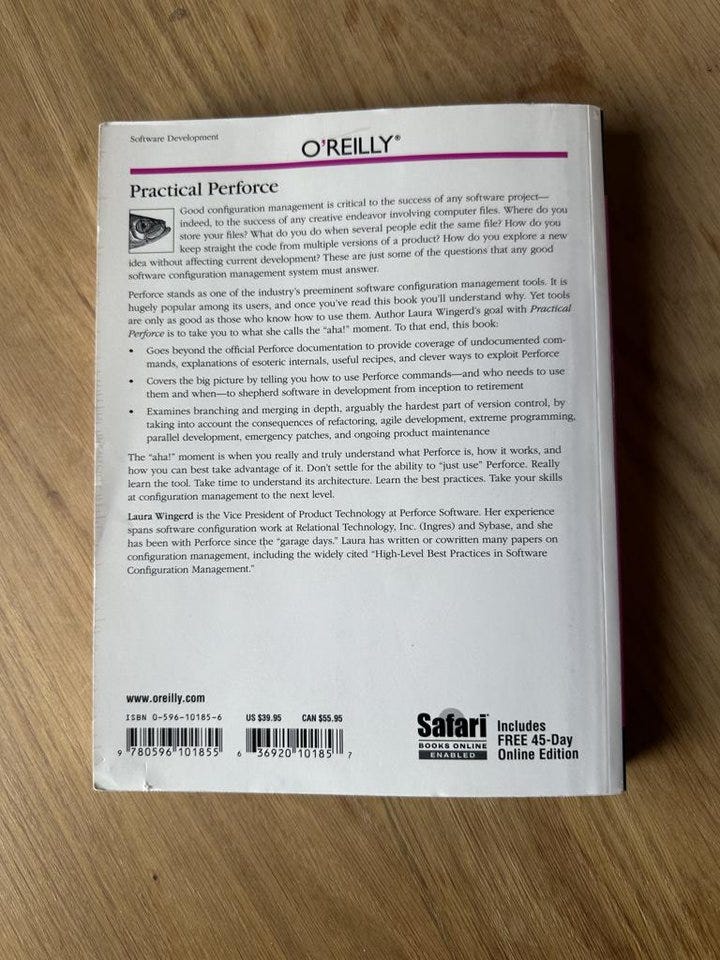 Software Development
O'REILLY®
Practical Perforce
Good configuration management is critical to the success of any software project—
indeed, to the success of any creative endeavor involving computer files. Where do you
store your files? What do you do when several people edit the same file? How do you
keep straight the code from multiple versions of a product? How do you explore a new
idea without affecting current development? These are just some of the questions that any good
software configuration management system must answer.
Perforce stands as one of the industry's preeminent software configuration management tools. It is
hugely popular among its users, and once you've read this book you'll understand why. Yet tools
are only as good as those who know how to use them. Author Laura Wingerd's goal with Practical
Perforce is to take you to what she calls the "aha!" moment. To that end, this book:
• Goes beyond the official Perforce documentation to provide coverage of undocumented com-
mands, explanations of esoteric internals, useful recipes, and clever ways to exploit Perforce
• Covers the big picture by telling you how to use Perforce commands—and who needs to use
them and when—to shepherd software in development from inception to retirement
• Examines branching and merging in depth, arguably the hardest part of version control, by
taking into account the consequences of refactoring, agile development, extreme programming,
parallel development, emergency patches, and ongoing product maintenance
The "aha!" moment is when you really and truly understand what Perforce is, how it works, and
how you can best take advantage of it. Don't settle for the ability to "just use" Perforce. Really
learn the tool. Take time to understand its architecture. Learn the best practices. Take your skills
at configuration management to the next level.
Laura Wingerd is the Vice President of Product Technology at Perforce Software. Her experience
spans software configuration work at Relational Technology, Inc. (Ingres) and Sybase, and she
has been with Perforce since the "garage days." Laura has written or cowritten many papers on
configuration management, including the widely cited "High-Level Best Practices in Software
Configuration Management."
www.oreilly.com
ISBN 0-596-10185-6 US $39.95 CAN $55.95
9 780596 101855 6 36920 10185 7
Safari
BOOKS ONLINE
ENABLED
Includes
FREE 45-Day
Online Edition